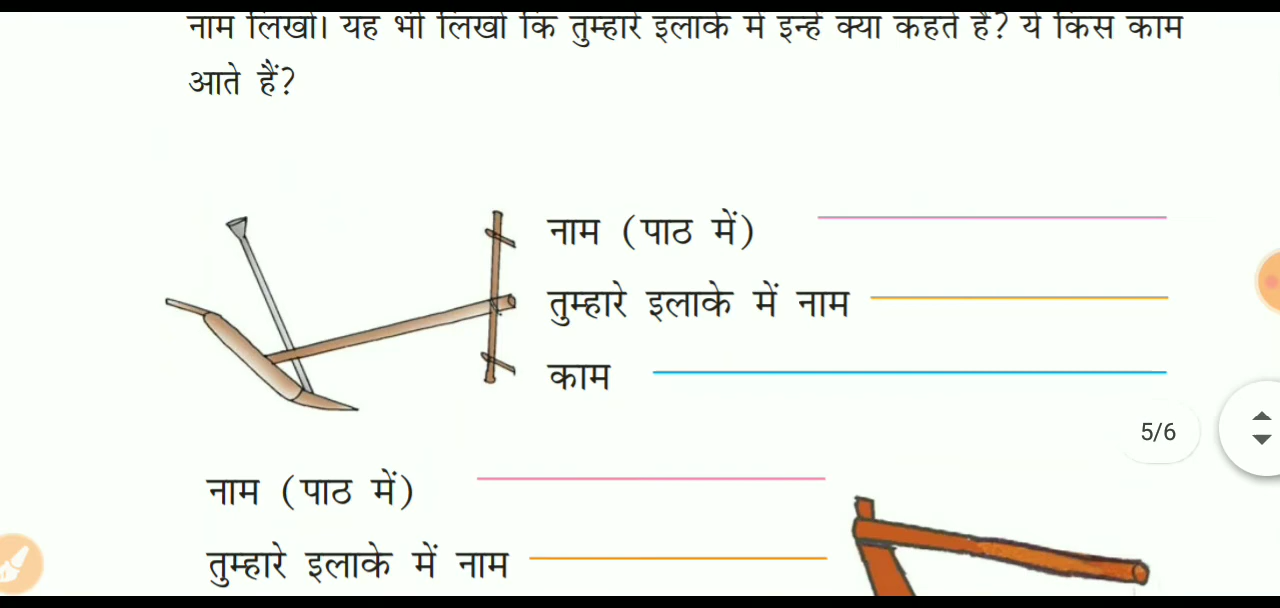 नाम लिखो। यह भी लिखो कि तुम्हारे इलाके में इन्हें क्या कहते हैं? ये किस काम
आते हैं?
नाम (पाठ में)
तुम्हारे इलाके में नाम
काम
5/6
नाम (पाठ में)
तुम्हारे इलाके में नाम